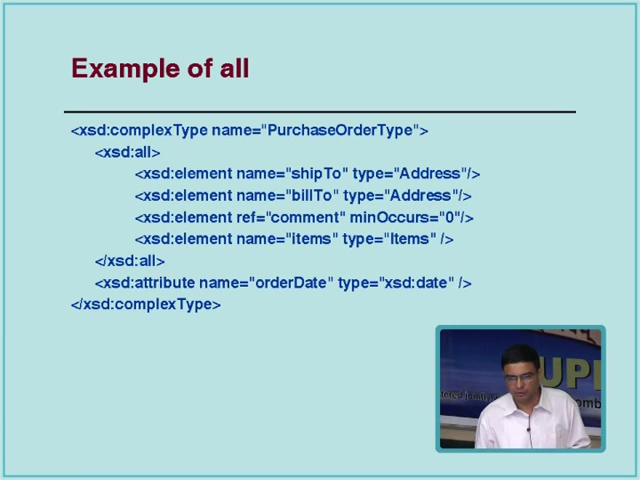 Example of all
<xsd:complexType name="PurchaseOrderType">
<xsd:all>
<xsd:element name="shipTo" type="Address"/>
<xsd:element name="billTo" type="Address"/>
<xsd:element ref="comment" minOccurs="0"/>
<xsd:element name="items" type="Items" />
</xsd:all>
<xsd:attribute name="orderDate" type="xsd:date" />
</xsd:complexType>